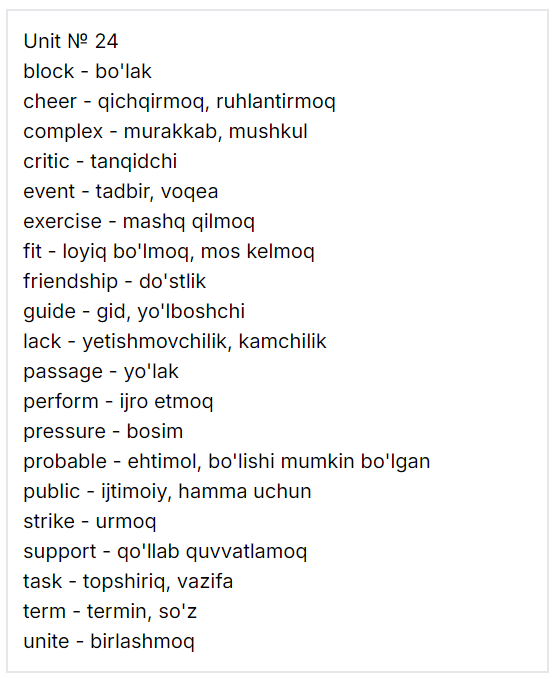 Unit № 24
block - bo'lak
cheer - qichqirmoq, ruhlantirmoq
complex - murakkab, mushkul
critic - tanqidchi
event - tadbir, voqea
exercise - mashq qilmoq
fit - loyiq bo'lmoq, mos kelmoq
friendship - do'stlik
guide - gid, yo'lboshchi
lack - yetishmovchilik, kamchilik
passage - yo'lak
perform - ijro etmoq
pressure - bosim
probable - ehtimol, bo'lishi mumkin bo'lgan
public - ijtimoiy, hamma uchun
strike - urmoq
support - qo'llab quvvatlamoq
task - topshiriq, vazifa
term - termin, so'z
unite - birlashmoq